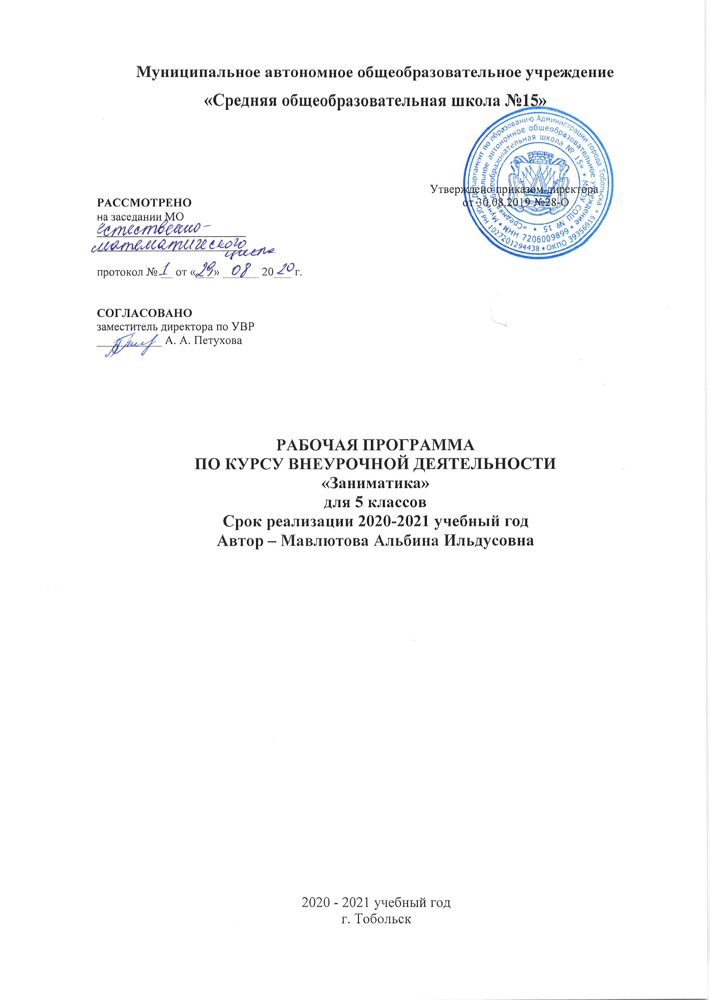 Муниципальное автономное общеобразовательное учреждение
«Средняя общеобразовательная школа №15»
Департамент по образованию Администрации города Тобольска * ОКПО 39356919 * ОГРН 1027201294438 *
Муниципальное автономное общеобразовательное учреждение * ИНН 7206009899 *
«Средняя общеобразовательная школа № 15» * МАОУ СОШ № 15 *
Утверждено приказом директора
от 30.08.2019 №28-О
РАССМОТРЕНО
на заседании МО
естественно-
математического
цикла
протокол № 1 от «29» 08 2020 г.
СОГЛАСОВАНО
заместитель директора по УВР
А. А. Петухова
РАБОЧАЯ ПРОГРАММА
ПО КУРСУ ВНЕУРОЧНОЙ ДЕЯТЕЛЬНОСТИ
«Заниматика»
для 5 классов
Срок реализации 2020-2021 учебный год
Автор – Мавлютова Альбина Ильдусовна
2020 - 2021 учебный год
г. Тобольск